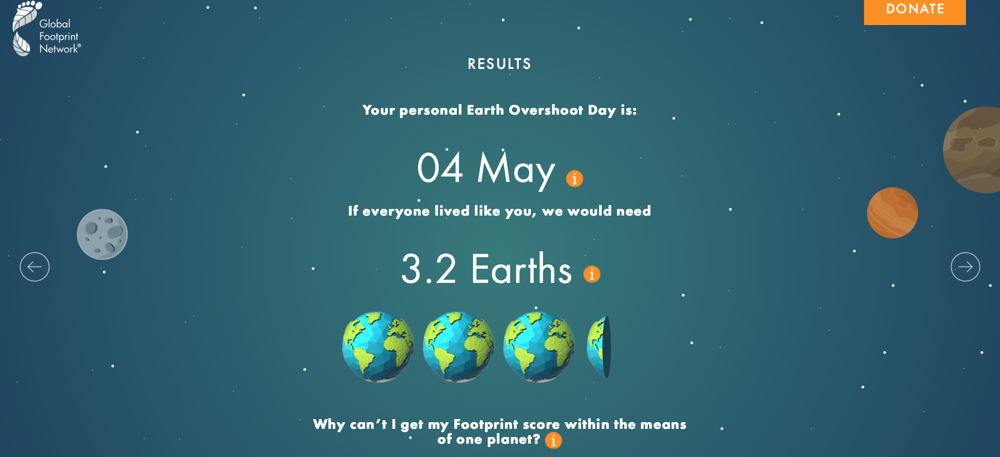 Global
Footprint
Network®
DONATE
RESULTS
Your personal Earth Overshoot Day is:
04 May i
If everyone lived like you, we would need
3.2 Earths i
Why can't I get my Footprint score within the means
of one planet? i